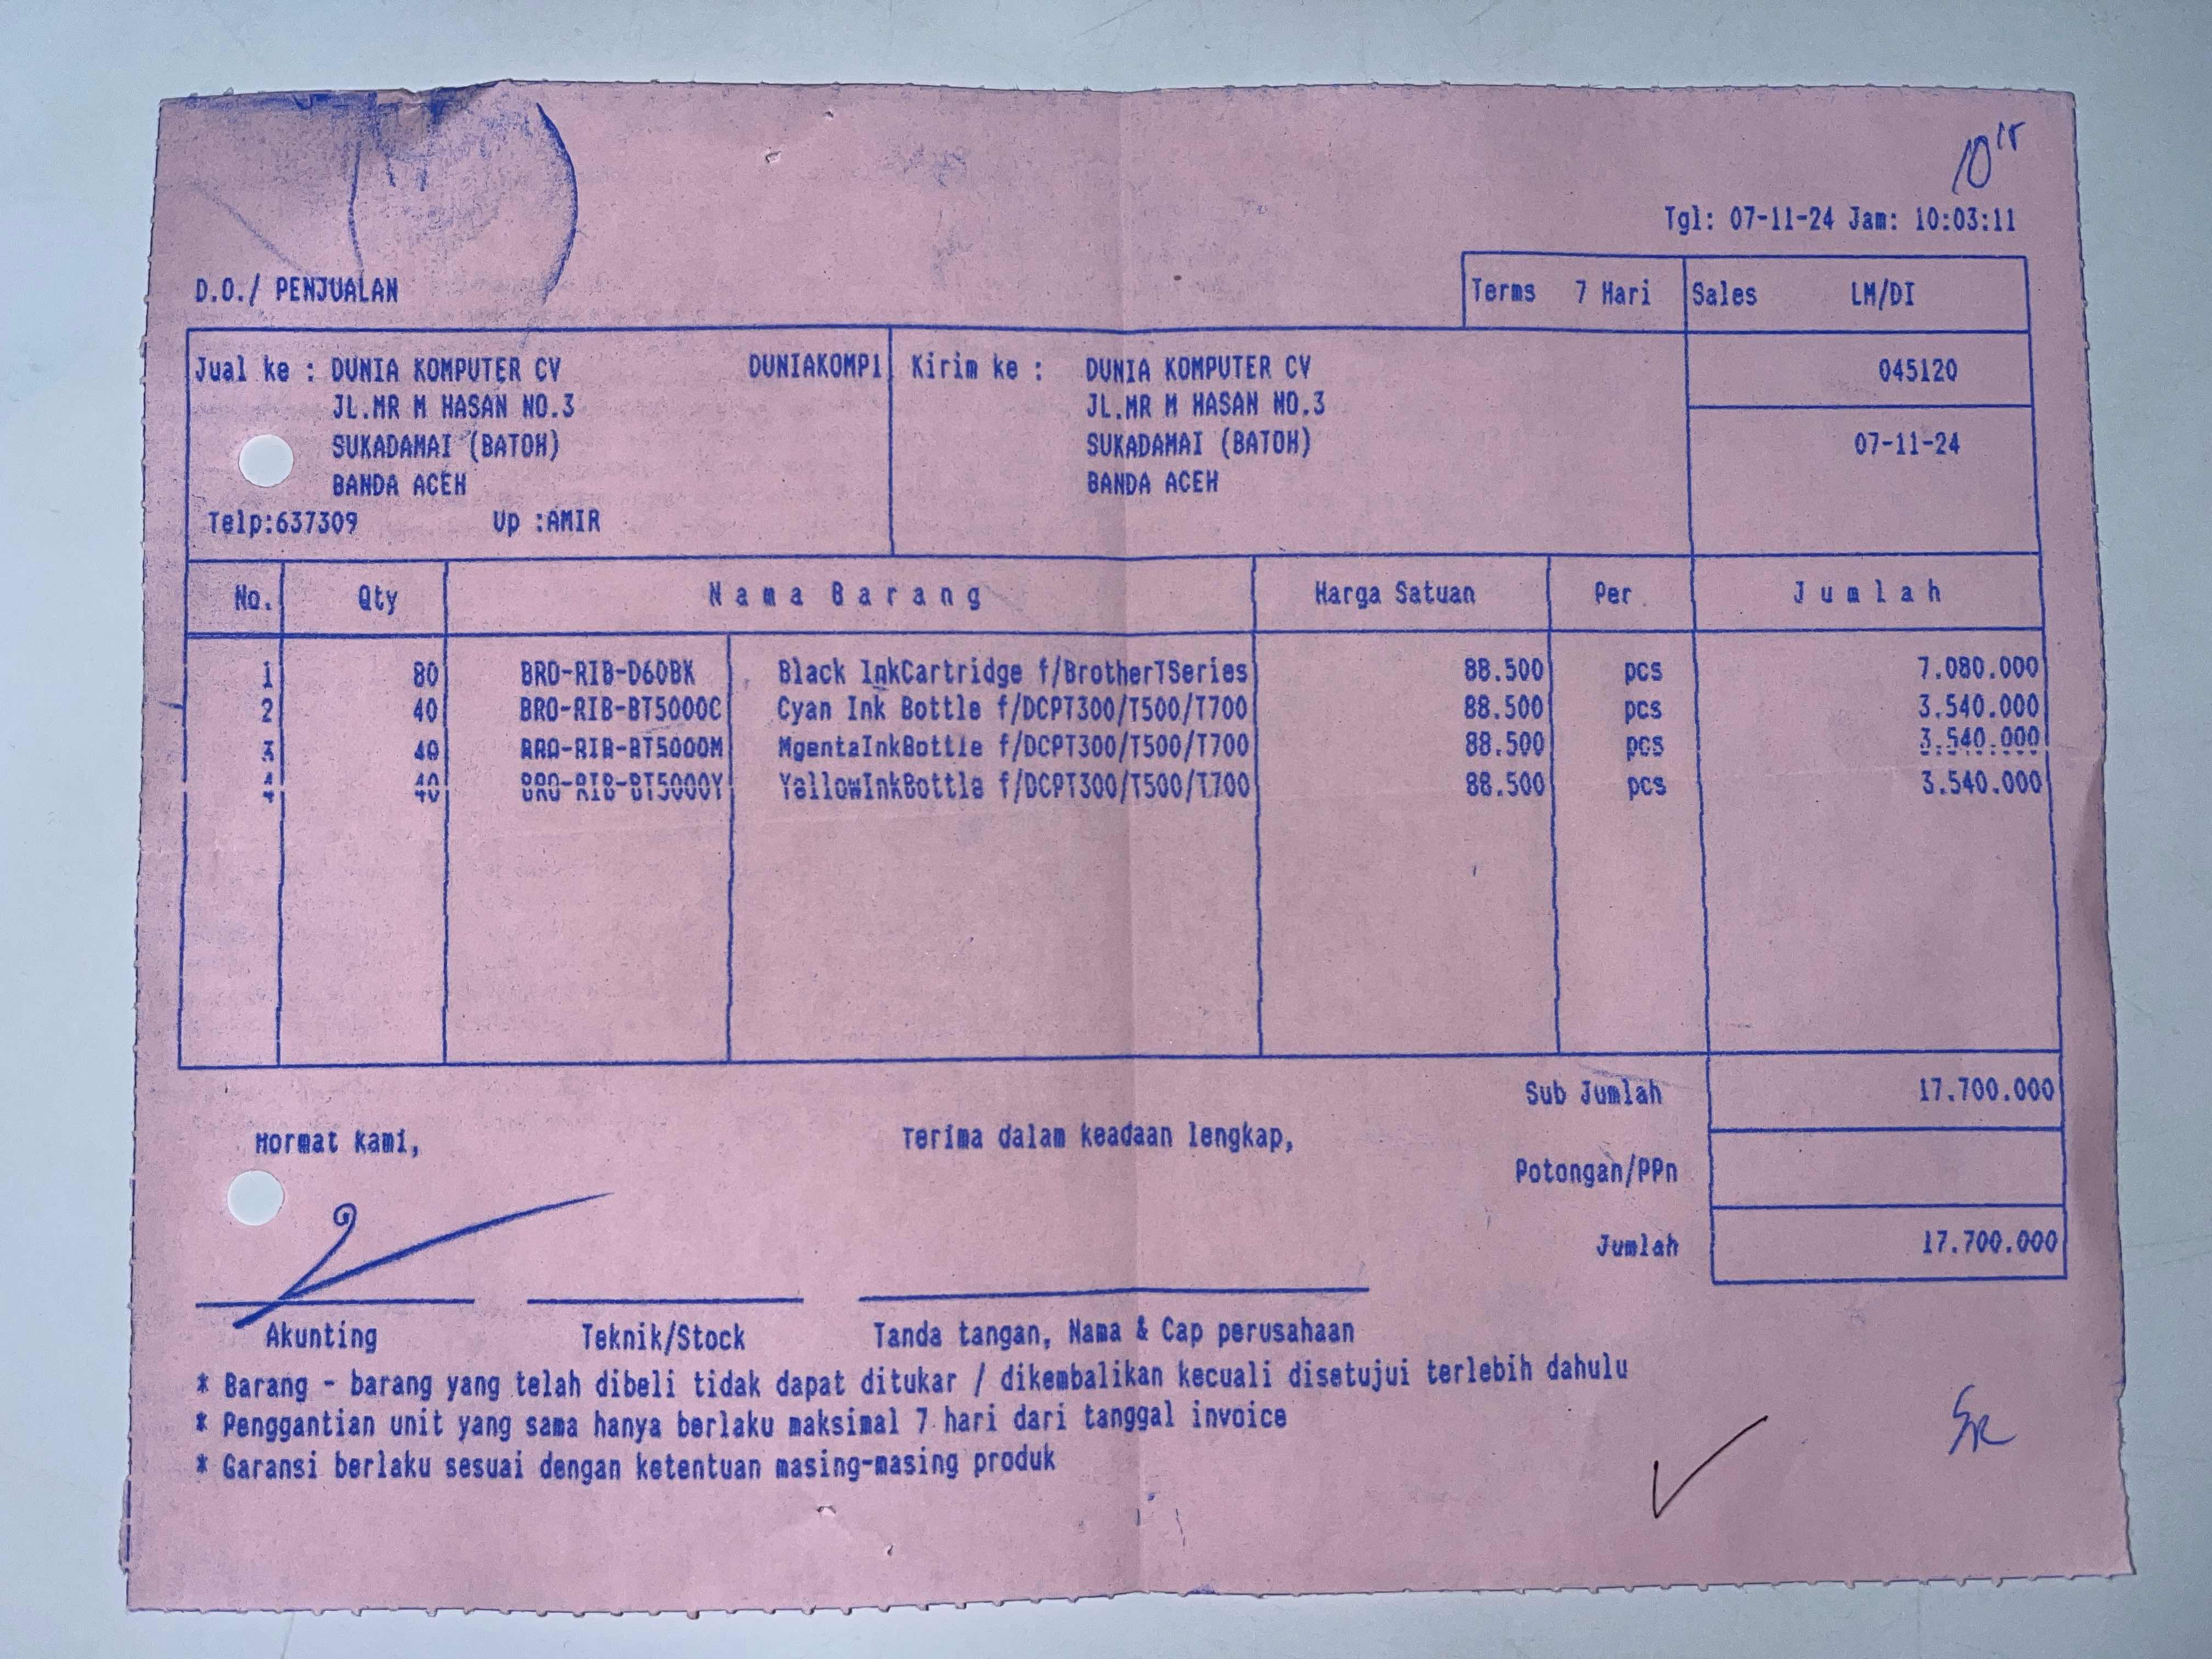 Tgl: 07-11-24 Jam: 10:03:11
D.O./ PENJUALAN
Terms 7 Hari Sales LM/DI
Jual ke : DUNIA KOMPUTER CV DUNIAKOMP1 Kirim ke : DUNIA KOMPUTER CV 045120
JL.MR M HASAN NO.3 JL.MR M HASAN NO.3
SUKADAMAI (BATOH) SUKADAMAI (BATOH) 07-11-24
BANDA ACEH BANDA ACEH
Telp:637309 Up :AMIR
No. Qty Nama Barang Harga Satuan Per Jumlah
1 80 BRO-RIB-D60BK Black InkCartridge f/BrotherTSeries 88.500 pcs 7.080.000
2 40 BRO-RIB-BT5000C Cyan Ink Bottle f/DCPT300/T500/T700 88.500 pcs 3.540.000
3 40 BRO-RIB-BT5000M MgentaInkBottle f/DCPT300/T500/T700 88.500 pcs 3.540.000
4 40 BRO-RIB-BT5000Y YellowInkBottle f/DCPT300/T500/T700 88.500 pcs 3.540.000
Sub Jumlah 17.700.000
Hormat kami, Terima dalam keadaan lengkap,
Potongan/PPn
Jumlah 17.700.000
Akunting Teknik/Stock Tanda tangan, Nama & Cap perusahaan
* Barang - barang yang telah dibeli tidak dapat ditukar / dikembalikan kecuali disetujui terlebih dahulu
* Penggantian unit yang sama hanya berlaku maksimal 7 hari dari tanggal invoice
* Garansi berlaku sesuai dengan ketentuan masing-masing produk